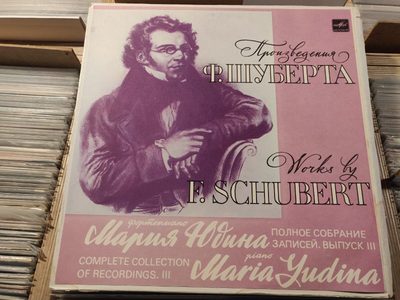 Произведения
Ф. ШУБЕРТА
Works by
F. SCHUBERT
фортепиано
Мария Юдина
ПОЛНОЕ СОБРАНИЕ
ЗАПИСЕЙ. ВЫПУСК III
COMPLETE COLLECTION
OF RECORDINGS. III
piano
Maria Yudina